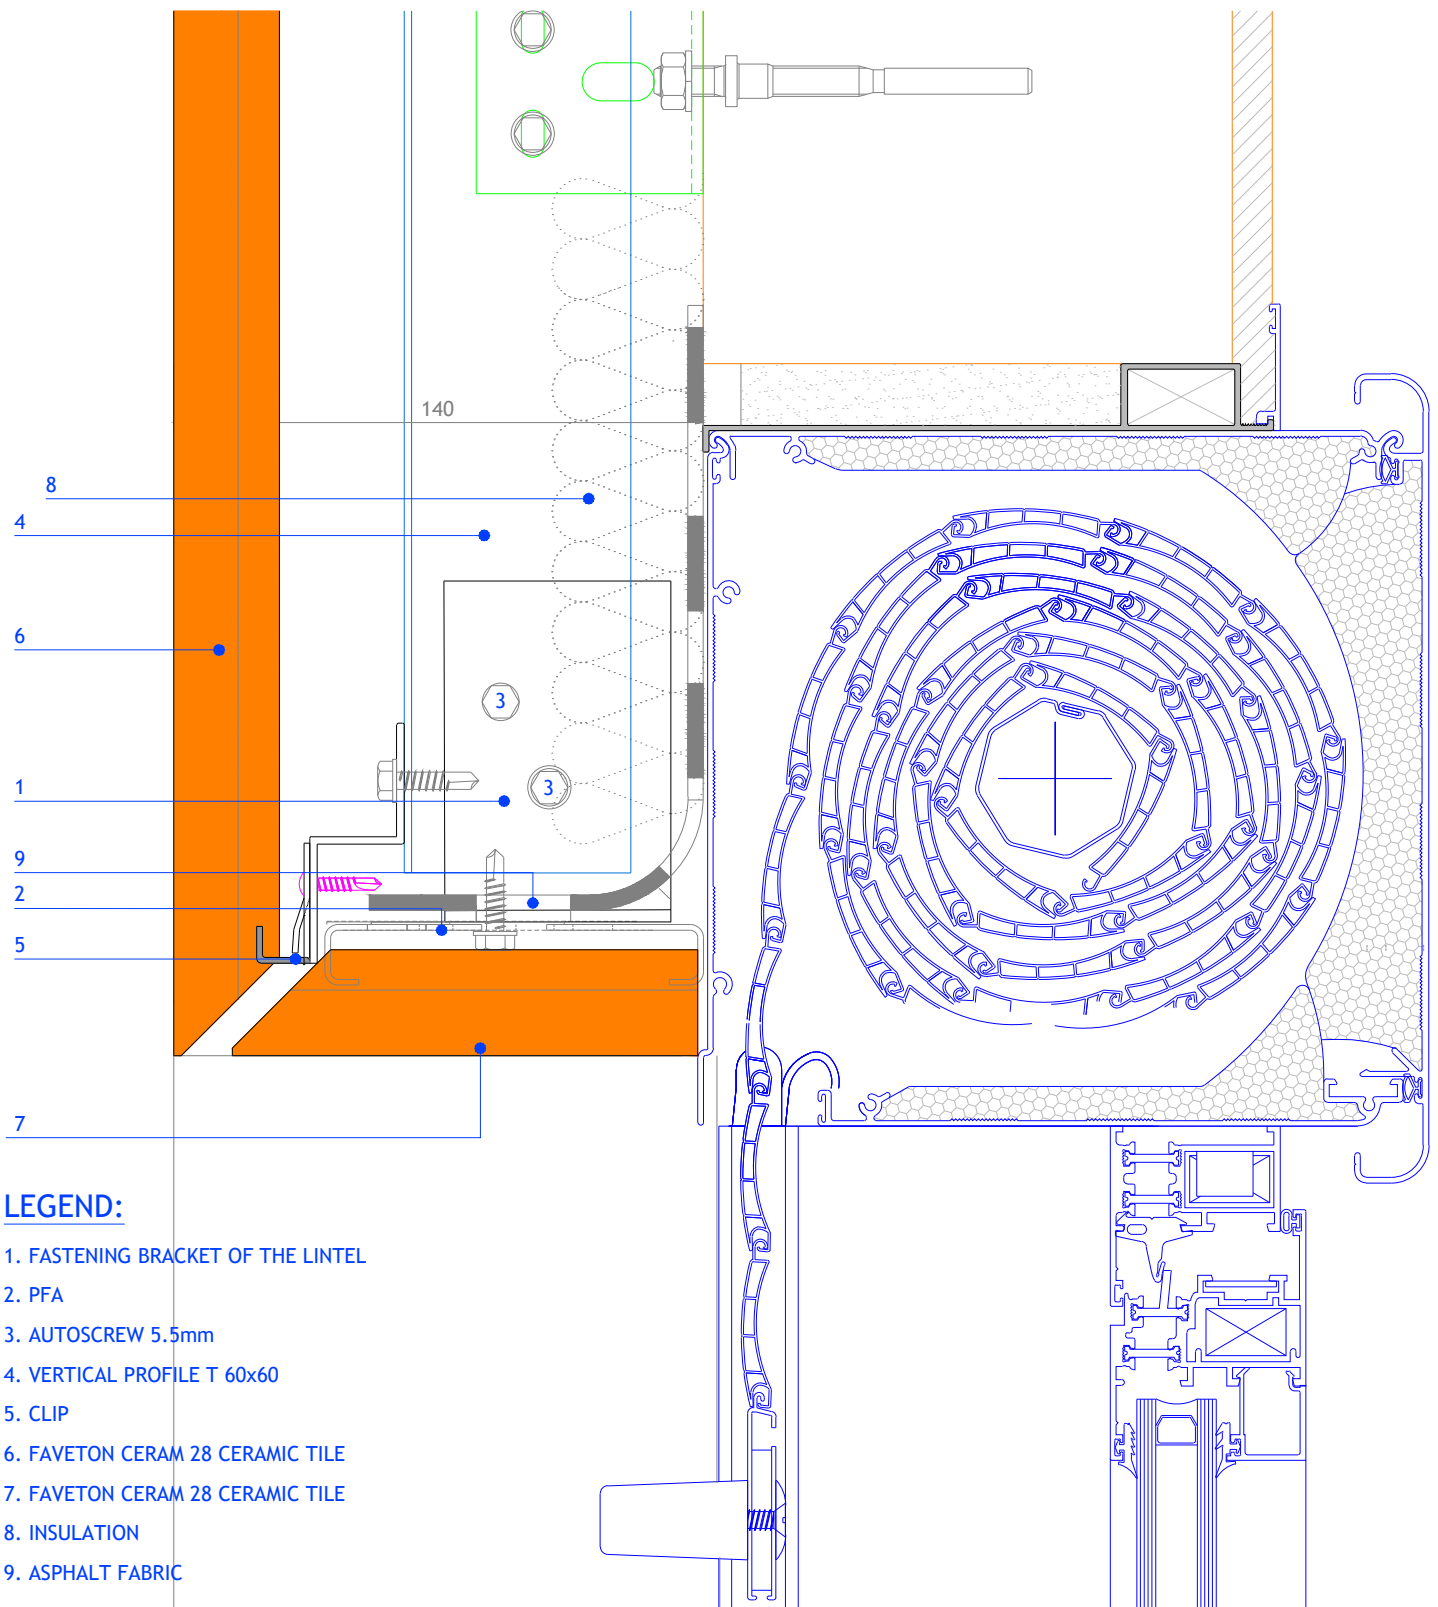 140
8
4
6
3
3
1
9
2
5
7
LEGEND:
1. FASTENING BRACKET OF THE LINTEL
2. PFA
3. AUTOSCREW 5.5mm
4. VERTICAL PROFILE T 60x60
5. CLIP
6. FAVETON CERAM 28 CERAMIC TILE
7. FAVETON CERAM 28 CERAMIC TILE
8. INSULATION
9. ASPHALT FABRIC